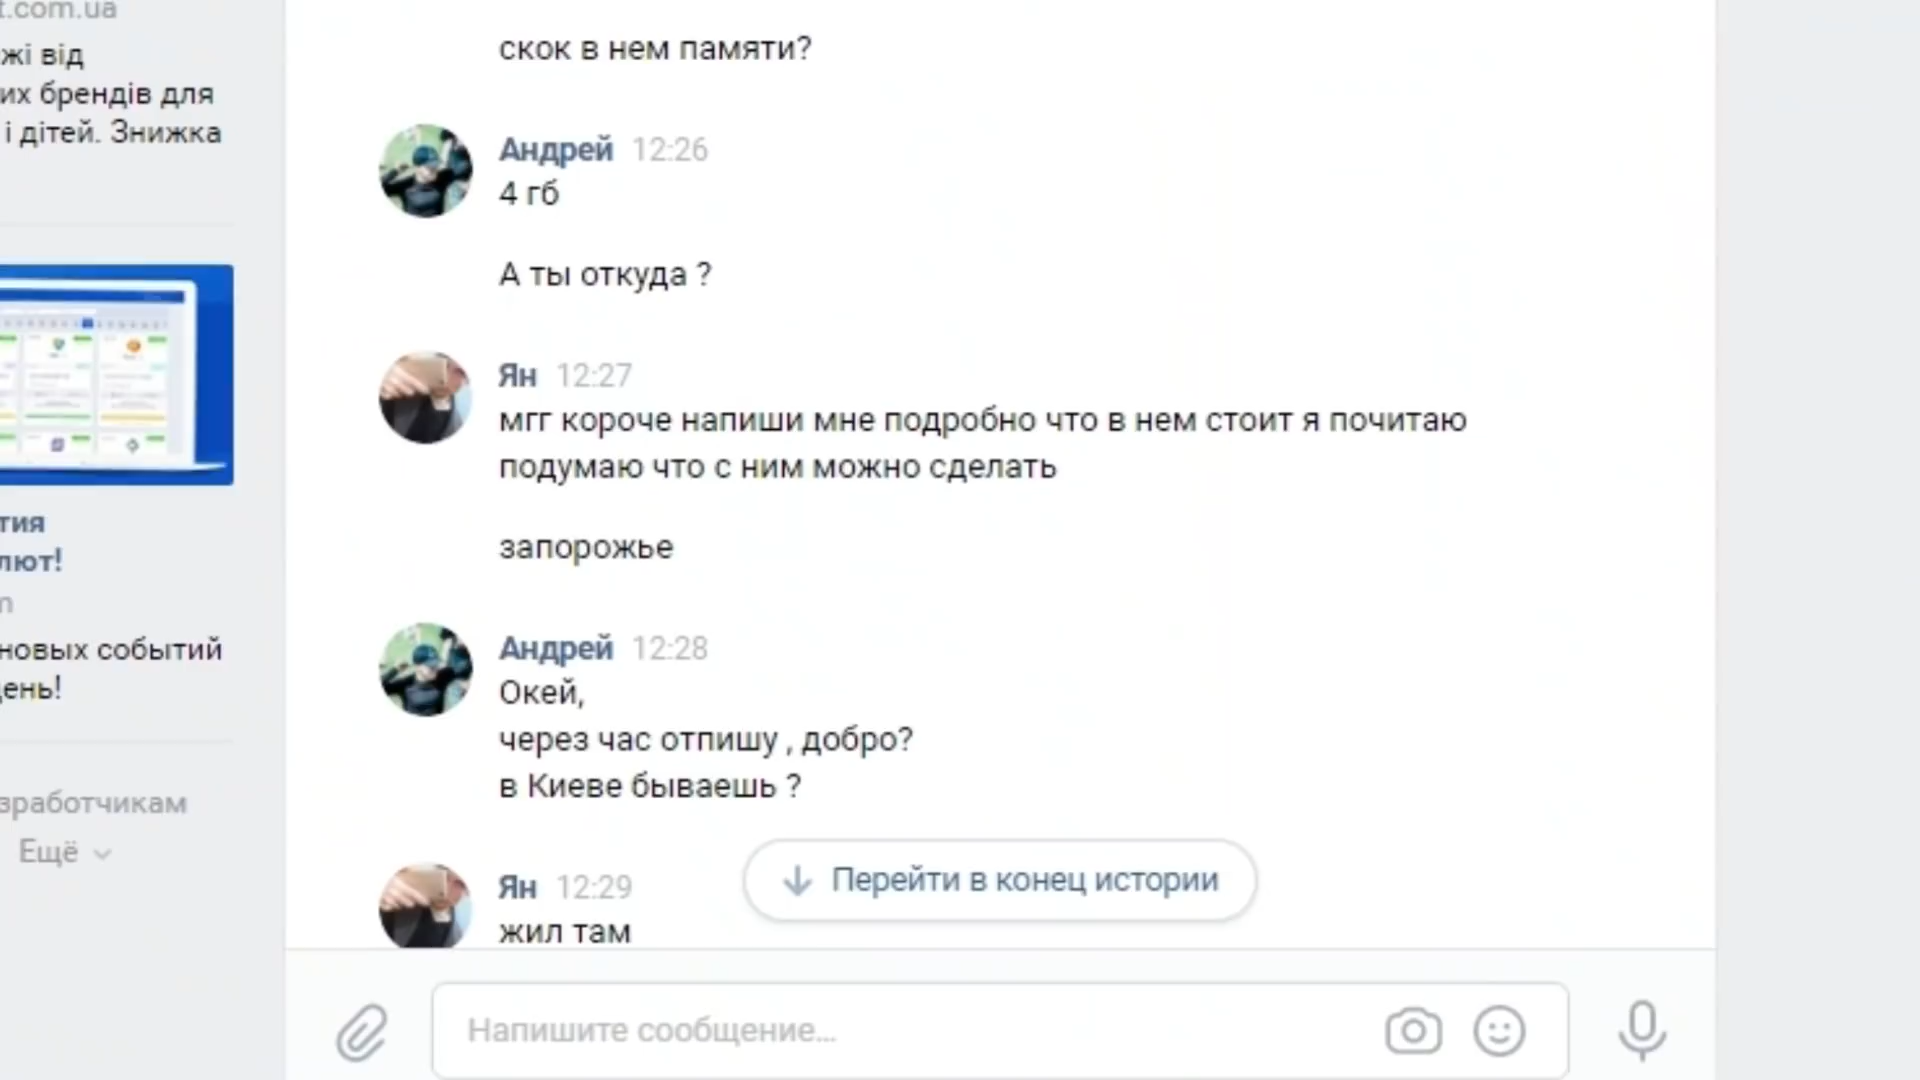 t.com.ua
жі від
их брендів для
і дітей. Знижка
тия
лют!
новых событий
день!
зработчикам
Ещё
скок в нем памяти?
Андрей 12:26
4 гб
А ты откуда ?
Ян 12:27
мгг короче напиши мне подробно что в нем стоит я почитаю
подумаю что с ним можно сделать
запорожье
Андрей 12:28
Окей,
через час отпишу , добро?
в Киеве бываешь ?
Ян 12:29
жил там
Перейти в конец истории
Напишите сообщение...